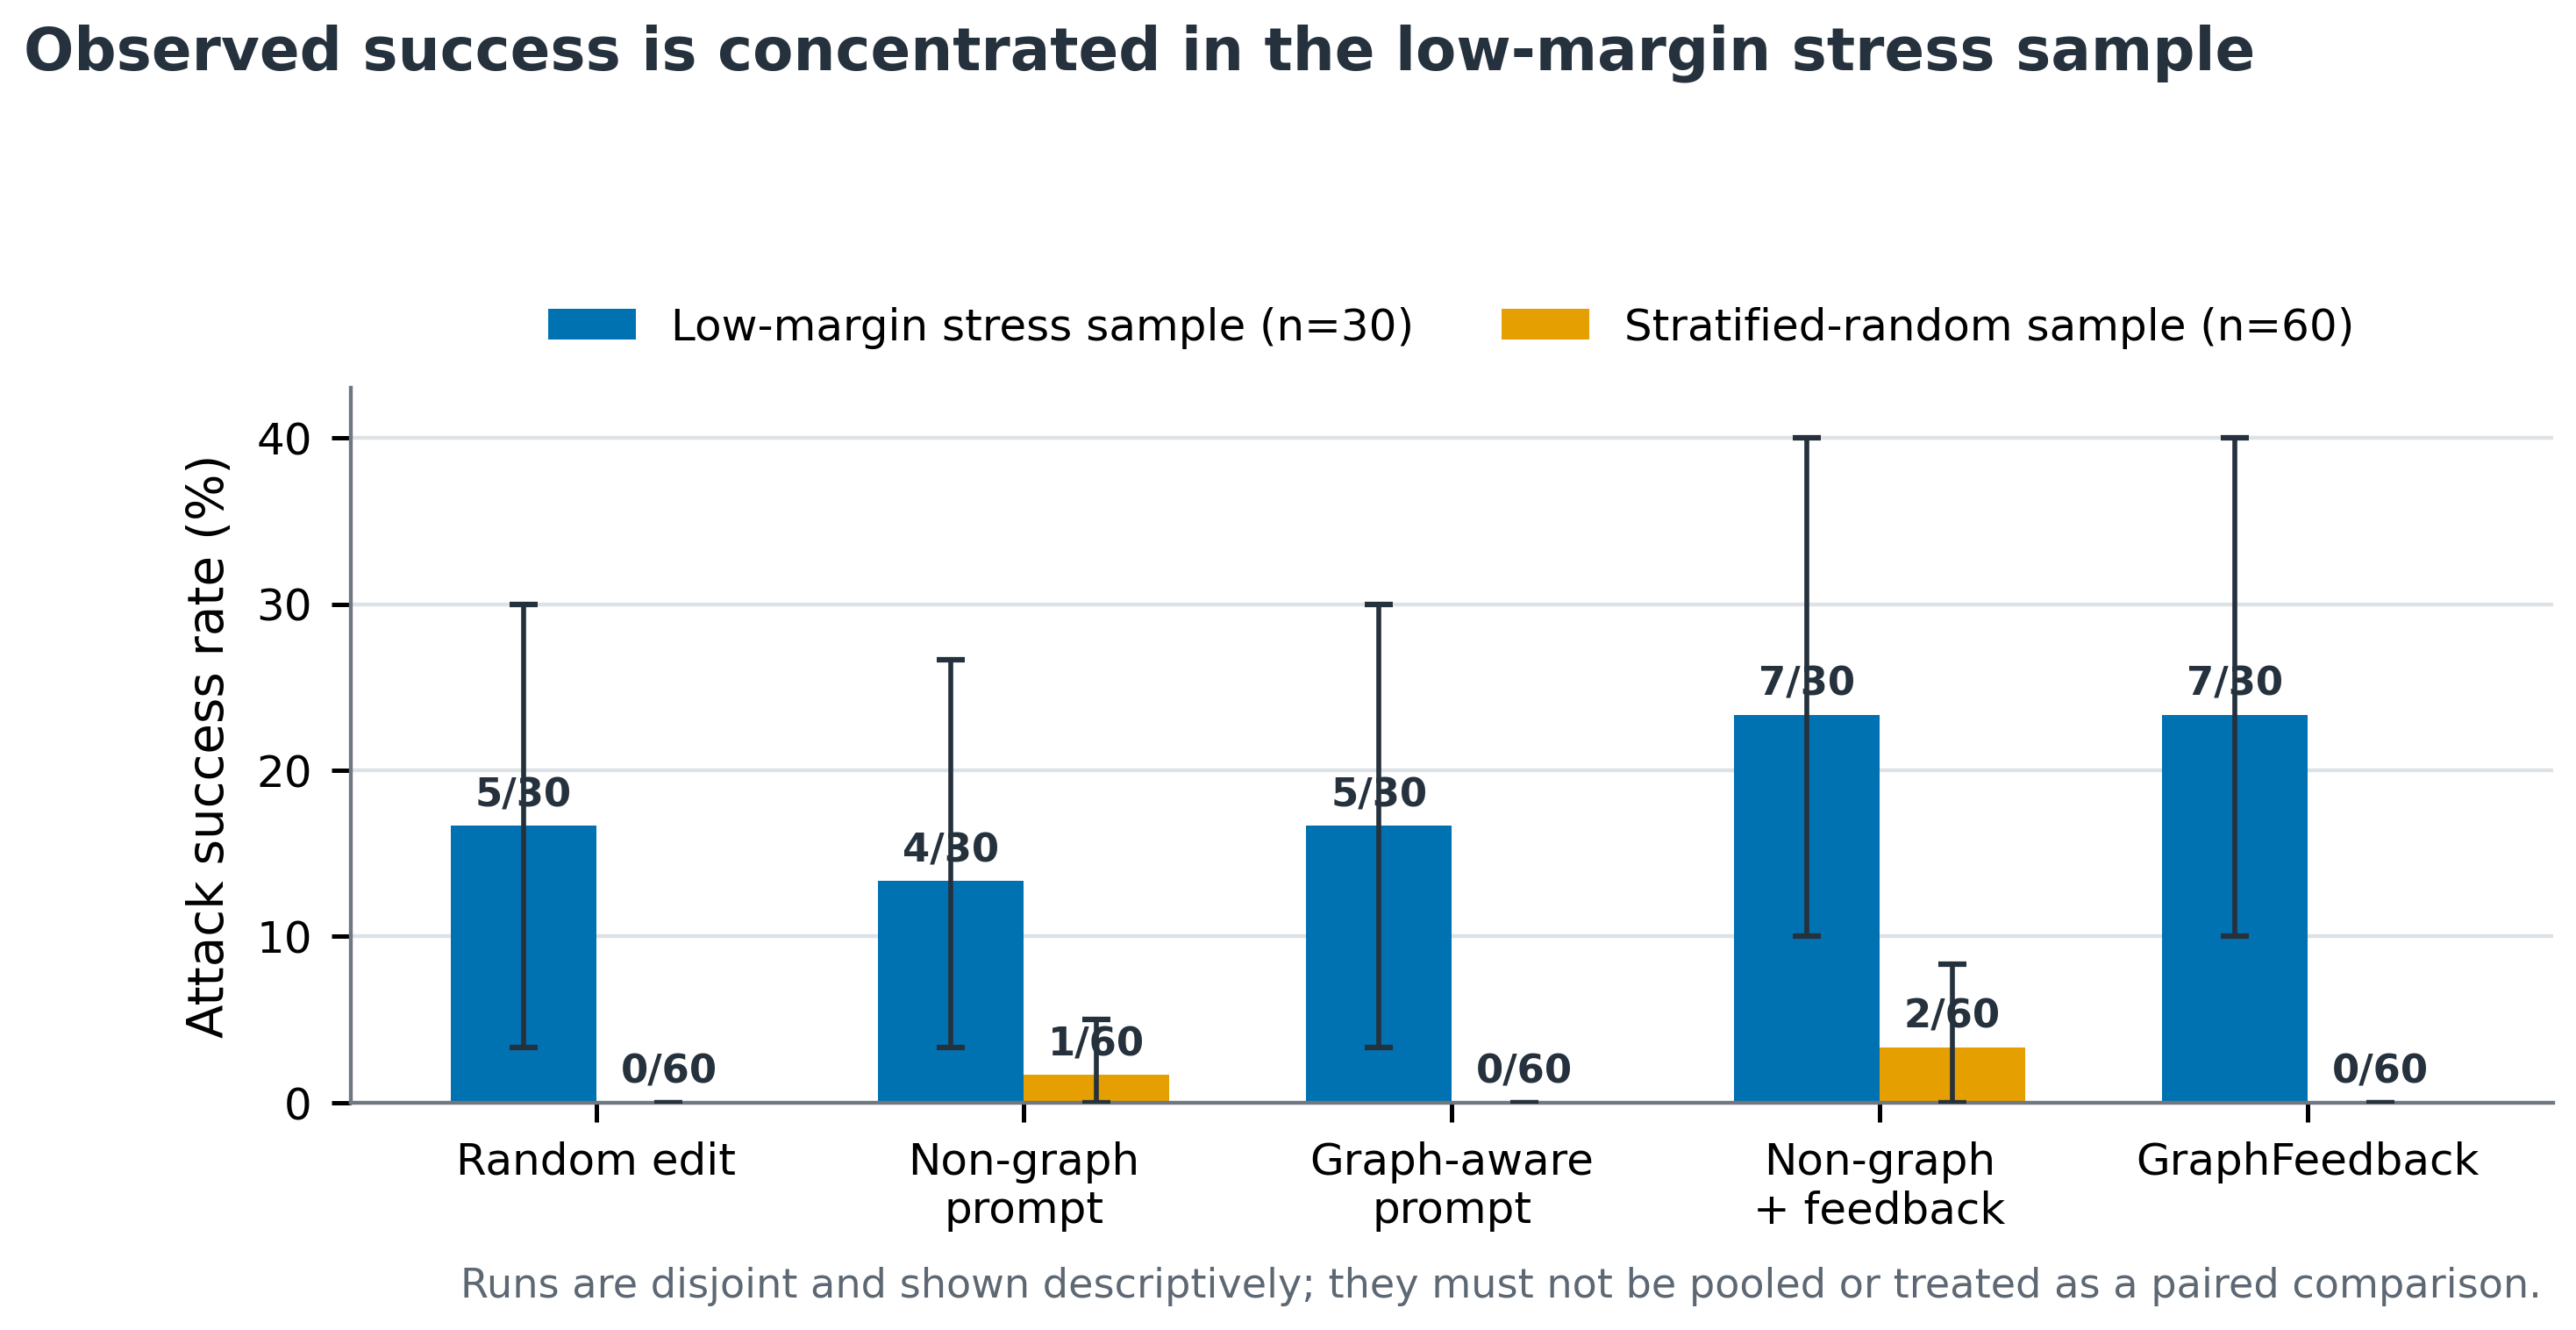 Observed success is concentrated in the low-margin stress sample
Low-margin stress sample (n=30)
Stratified-random sample (n=60)
Attack success rate (%)
40
30
20
10
0
5/30
0/60
4/30
1/60
5/30
0/60
7/30
2/60
7/30
0/60
Random edit
Non-graph
prompt
Graph-aware
prompt
Non-graph
+ feedback
GraphFeedback
Runs are disjoint and shown descriptively; they must not be pooled or treated as a paired comparison.